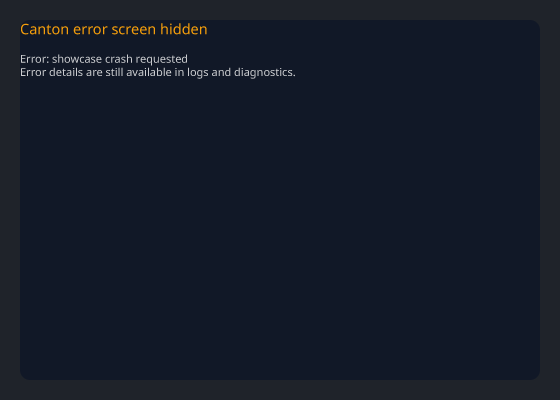 Canton error screen hidden
Error: showcase crash requested
Error details are still available in logs and diagnostics.